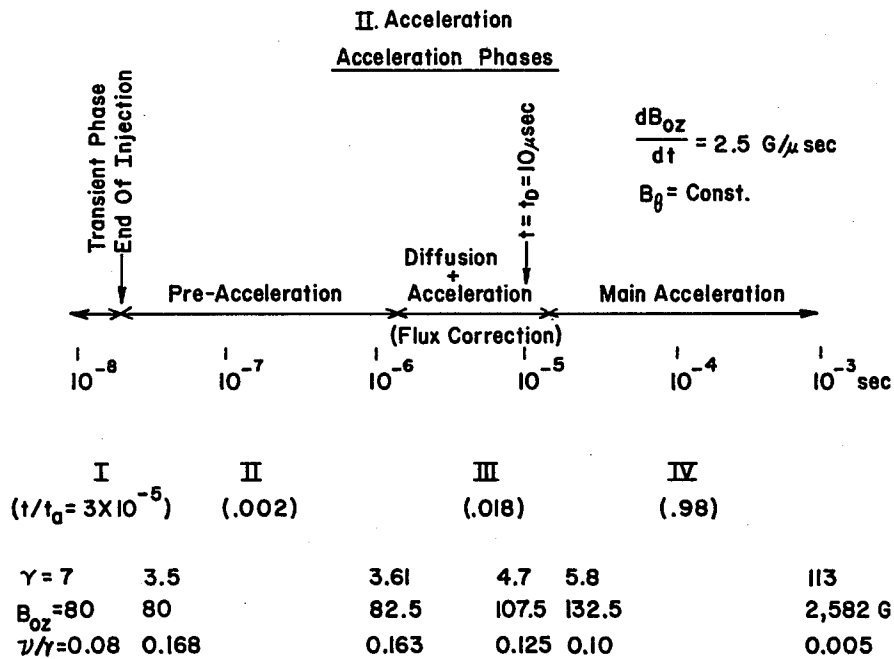 II. Acceleration
Acceleration Phases
Transient Phase
End Of Injection
t = t_D = 10 μsec
dB_oz/dt = 2.5 G/μsec
B_θ = Const.
Diffusion
+
Pre-Acceleration Acceleration Main Acceleration
(Flux Correction)
10^-8 10^-7 10^-6 10^-5 10^-4 10^-3 sec
I II III IV
(t/t_a = 3X10^-5) (.002) (.018) (.98)
γ = 7 3.5 3.61 4.7 5.8 113
B_oz = 80 80 82.5 107.5 132.5 2,582 G
ν/γ = 0.08 0.168 0.163 0.125 0.10 0.005